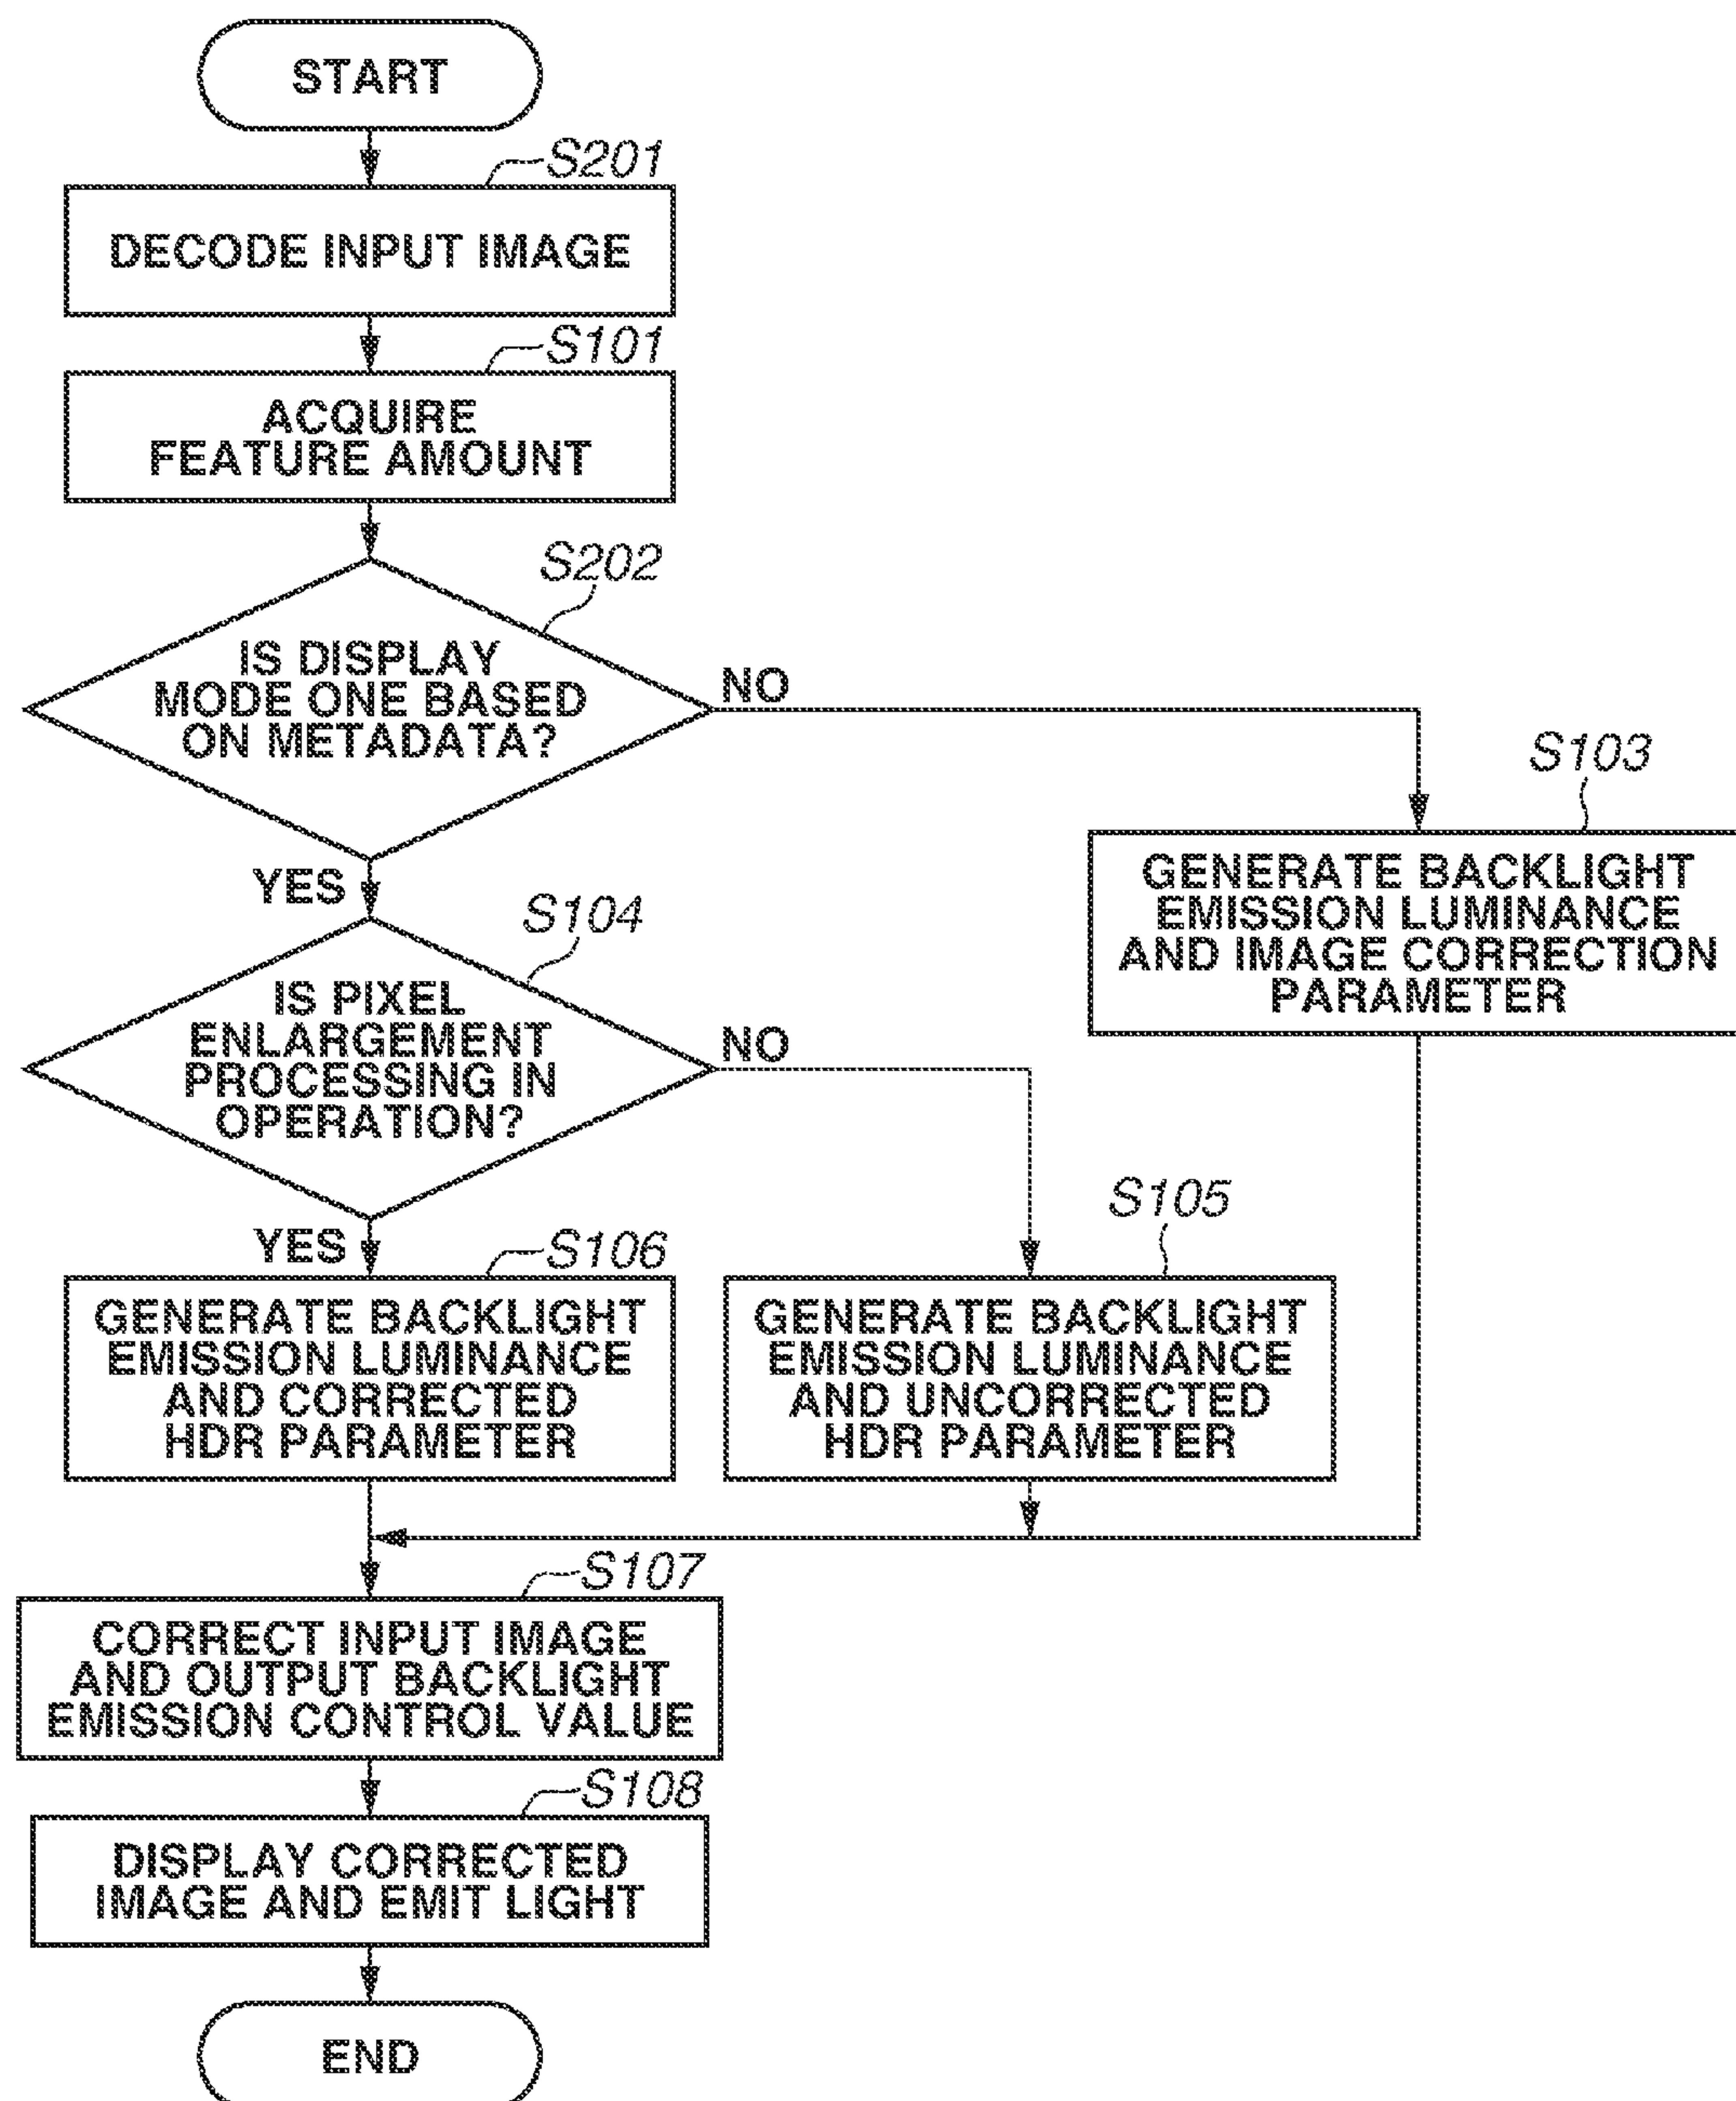 START
S201
DECODE INPUT IMAGE
S101
ACQUIRE
FEATURE AMOUNT
S202
IS DISPLAY
MODE ONE BASED
ON METADATA?
NO
YES
S103
GENERATE BACKLIGHT
EMISSION LUMINANCE
AND IMAGE CORRECTION
PARAMETER
S104
IS PIXEL
ENLARGEMENT
PROCESSING IN
OPERATION?
NO
YES
S106
GENERATE BACKLIGHT
EMISSION LUMINANCE
AND CORRECTED
HDR PARAMETER
S105
GENERATE BACKLIGHT
EMISSION LUMINANCE
AND UNCORRECTED
HDR PARAMETER
S107
CORRECT INPUT IMAGE
AND OUTPUT BACKLIGHT
EMISSION CONTROL VALUE
S108
DISPLAY CORRECTED
IMAGE AND EMIT LIGHT
END